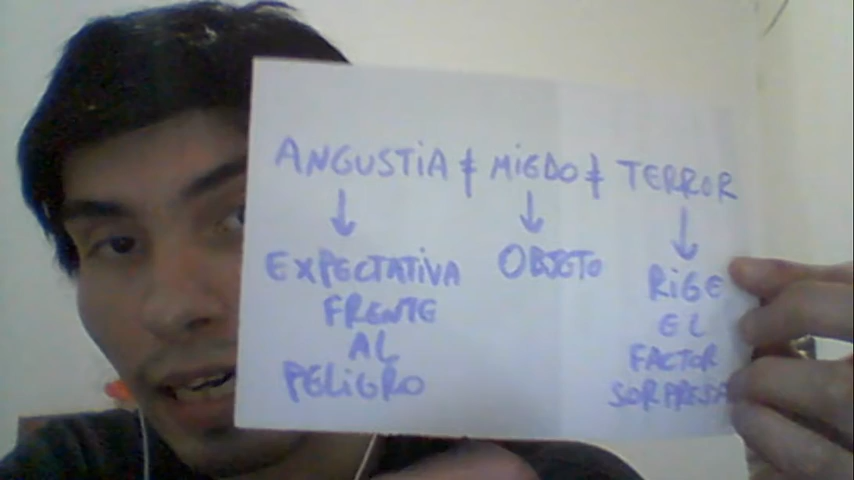 ANGUSTIA ≠ MIEDO ≠ TERROR
↓ ↓ ↓
EXPECTATIVA
FRENTE
AL
PELIGRO
OBJETO
RIGE
EL
FACTOR
SORPRESA